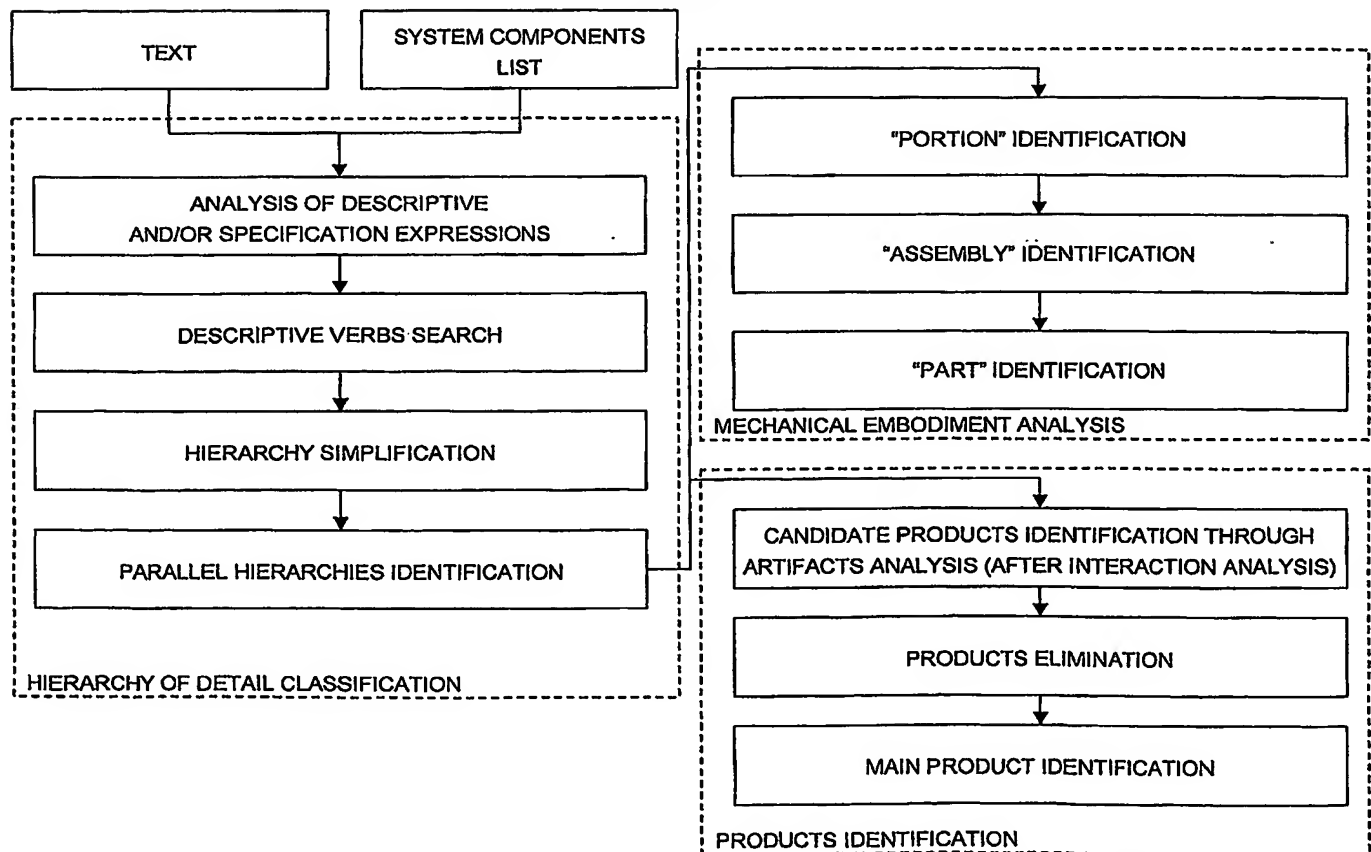 TEXT
SYSTEM COMPONENTS
LIST
ANALYSIS OF DESCRIPTIVE
AND/OR SPECIFICATION EXPRESSIONS
DESCRIPTIVE VERBS SEARCH
HIERARCHY SIMPLIFICATION
PARALLEL HIERARCHIES IDENTIFICATION
HIERARCHY OF DETAIL CLASSIFICATION
"PORTION" IDENTIFICATION
"ASSEMBLY" IDENTIFICATION
"PART" IDENTIFICATION
MECHANICAL EMBODIMENT ANALYSIS
CANDIDATE PRODUCTS IDENTIFICATION THROUGH
ARTIFACTS ANALYSIS (AFTER INTERACTION ANALYSIS)
PRODUCTS ELIMINATION
MAIN PRODUCT IDENTIFICATION
PRODUCTS IDENTIFICATION